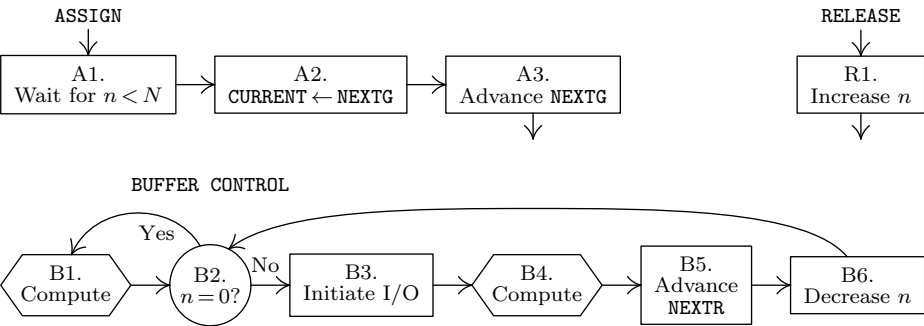 ASSIGN
RELEASE
A1.
Wait for n < N
A2.
CURRENT ← NEXTG
A3.
Advance NEXTG
R1.
Increase n
BUFFER CONTROL
Yes
No
B1.
Compute
B2.
n = 0?
B3.
Initiate I/O
B4.
Compute
B5.
Advance
NEXTR
B6.
Decrease n